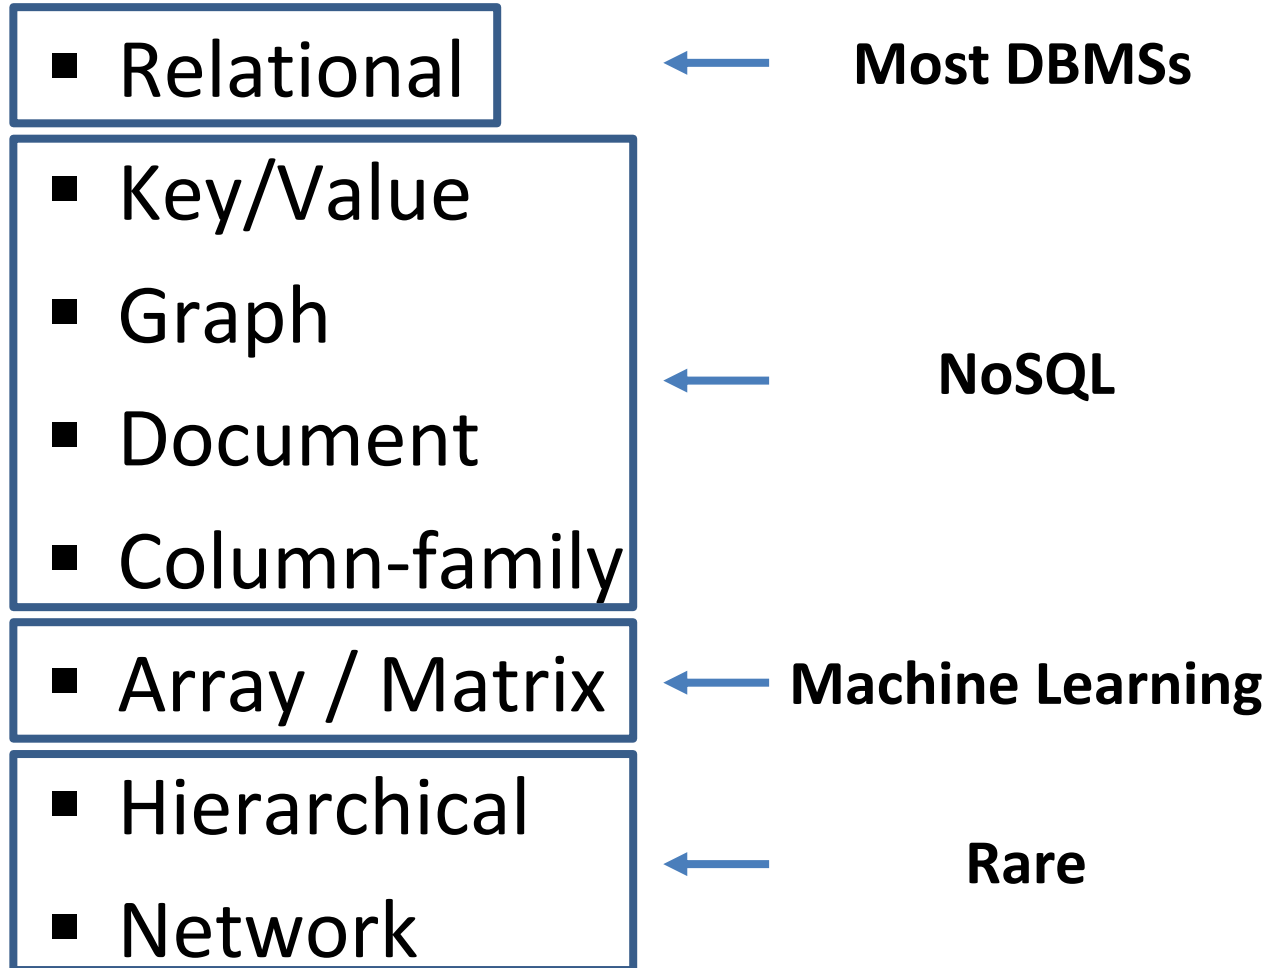 ▪ Relational
Most DBMSs
▪ Key/Value
▪ Graph
NoSQL
▪ Document
▪ Column-family
▪ Array / Matrix
Machine Learning
▪ Hierarchical
Rare
▪ Network